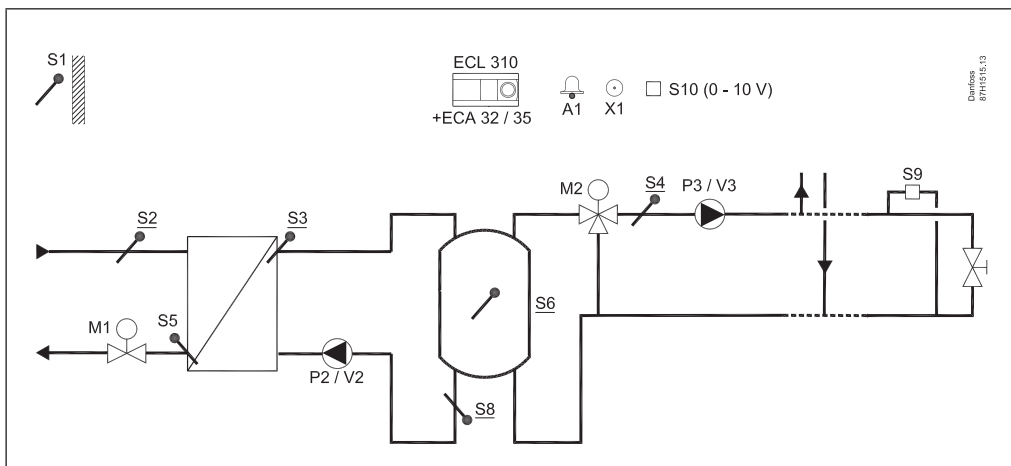 S1
ECL 310
+ECA 32 / 35
A1
X1
S10 (0 - 10 V)
Danfoss
87H1515.13
S2
S3
M2
S4
P3 / V3
S9
M1
S5
P2 / V2
S6
S8